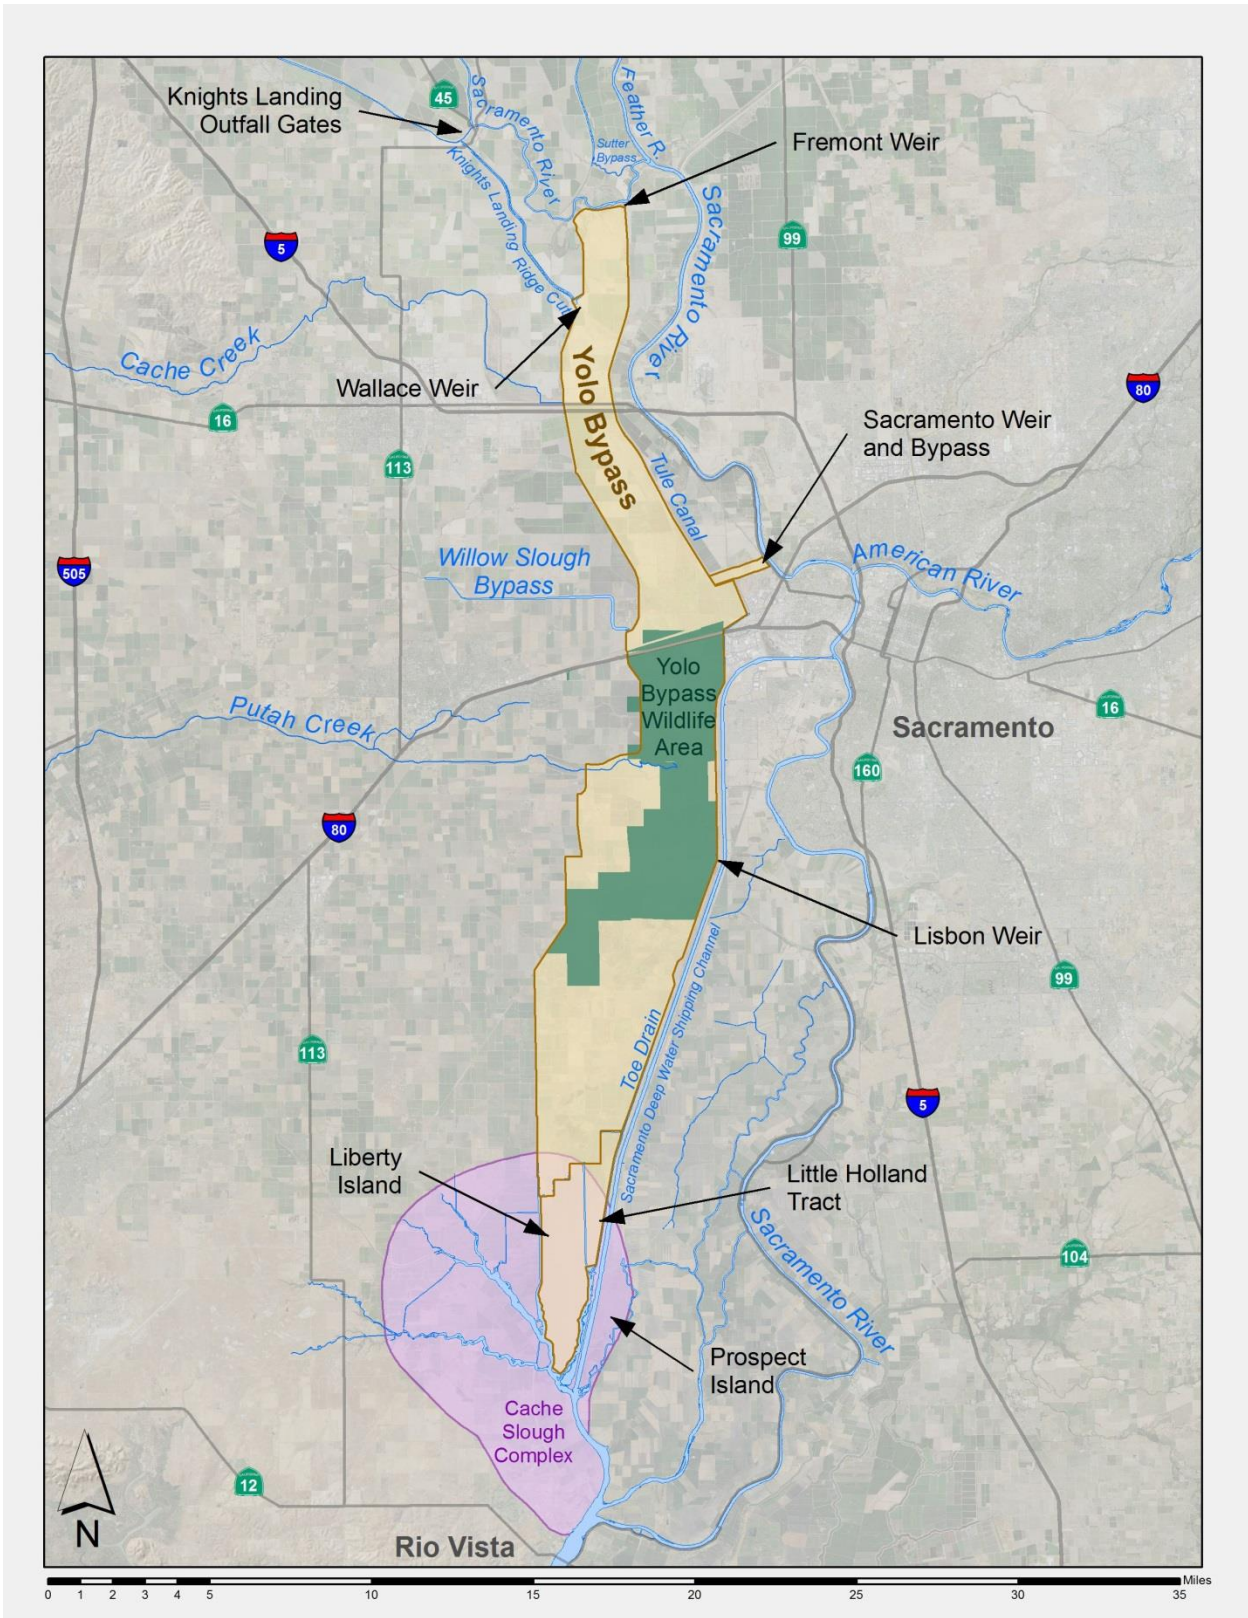 Knights Landing
Outfall Gates
45
Sacramento River
Feather R.
Sutter
Bypass
Fremont Weir
Knights Landing Ridge Cut
Sacramento River
99
5
Cache Creek
Wallace Weir
Yolo Bypass
80
16
Sacramento Weir
and Bypass
113
Tule Canal
Willow Slough
Bypass
505
American River
Yolo
Bypass
Wildlife
Area
Putah Creek
16
Sacramento
160
80
Lisbon Weir
99
Toe Drain
Sacramento Deep Water Shipping Channel
113
5
Liberty
Island
Little Holland
Tract
Sacramento River
104
Prospect
Island
Cache
Slough
Complex
12
N
Rio Vista
0 1 2 3 4 5 10 15 20 25 30 35 Miles